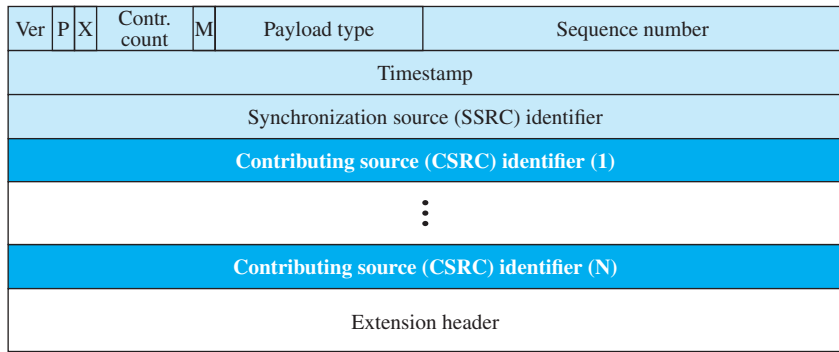 Ver P X Contr. count M Payload type Sequence number
Timestamp
Synchronization source (SSRC) identifier
Contributing source (CSRC) identifier (1)
Contributing source (CSRC) identifier (N)
Extension header